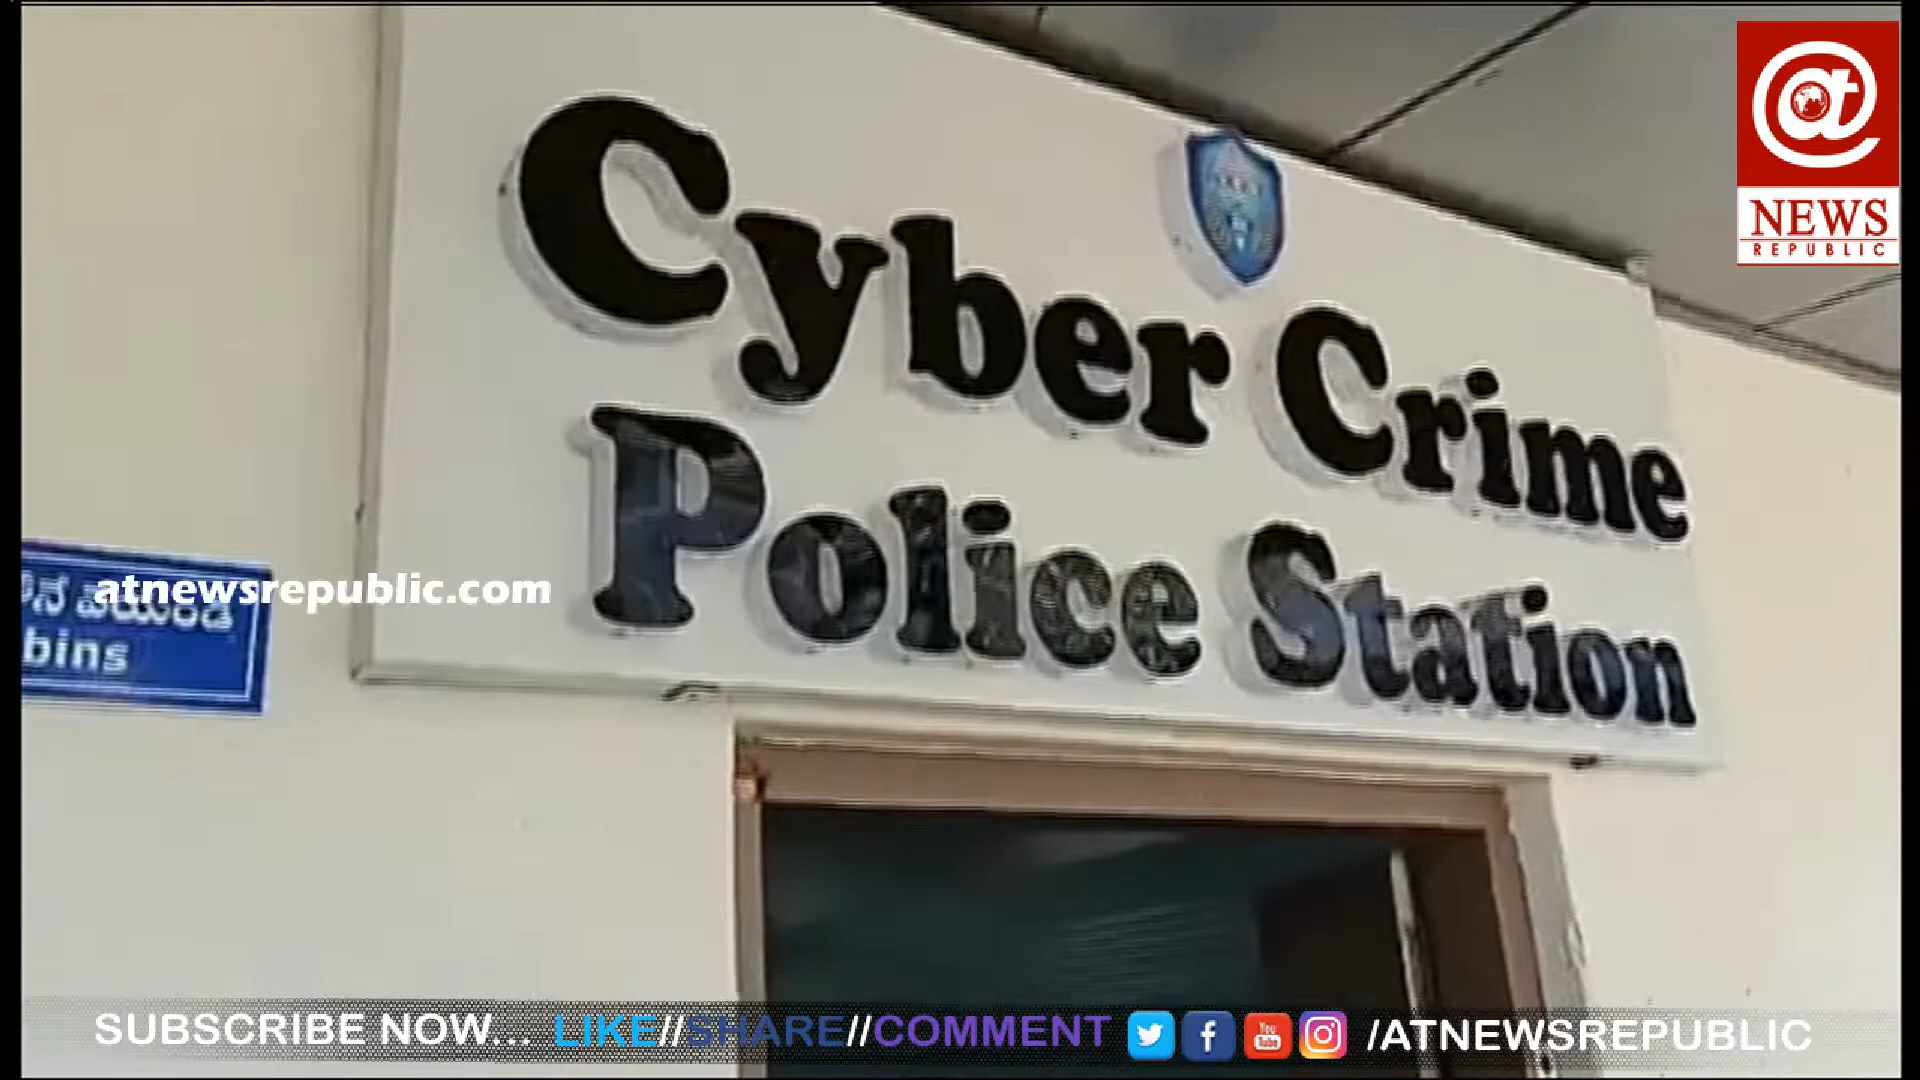 Cyber Crime
Police Station
bins
atnewsrepublic.com
@t
NEWS
REPUBLIC
SUBSCRIBE NOW... LIKE//SHARE//COMMENT /ATNEWSREPUBLIC